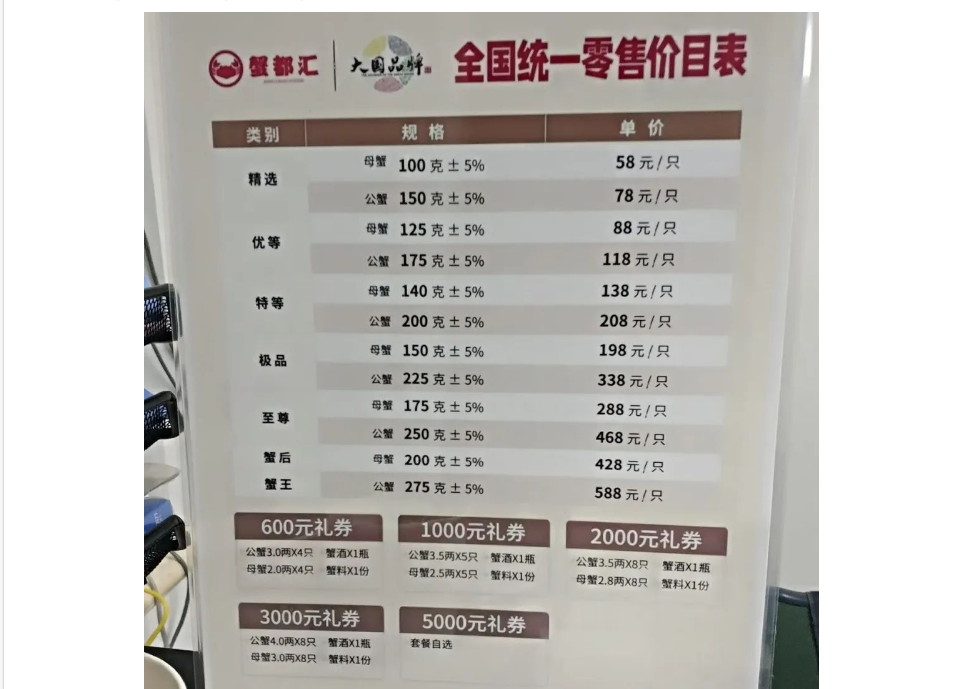 蟹都汇 大国品牌 全国统一零售价目表
类别 规格 单价
精选 母蟹 100 克 ± 5% 58 元/只
公蟹 150 克 ± 5% 78 元/只
优等 母蟹 125 克 ± 5% 88 元/只
公蟹 175 克 ± 5% 118 元/只
特等 母蟹 140 克 ± 5% 138 元/只
公蟹 200 克 ± 5% 208 元/只
极品 母蟹 150 克 ± 5% 198 元/只
公蟹 225 克 ± 5% 338 元/只
至尊 母蟹 175 克 ± 5% 288 元/只
公蟹 250 克 ± 5% 468 元/只
蟹后 母蟹 200 克 ± 5% 428 元/只
蟹王 公蟹 275 克 ± 5% 588 元/只
600元礼券
公蟹3.0两X4只 蟹酒X1瓶
母蟹2.0两X4只 蟹料X1份
1000元礼券
公蟹3.5两X5只 蟹酒X1瓶
母蟹2.5两X5只 蟹料X1份
2000元礼券
公蟹3.5两X8只 蟹酒X1瓶
母蟹2.8两X8只 蟹料X1份
3000元礼券
公蟹4.0两X8只 蟹酒X1瓶
母蟹3.0两X8只 蟹料X1份
5000元礼券
套餐自选